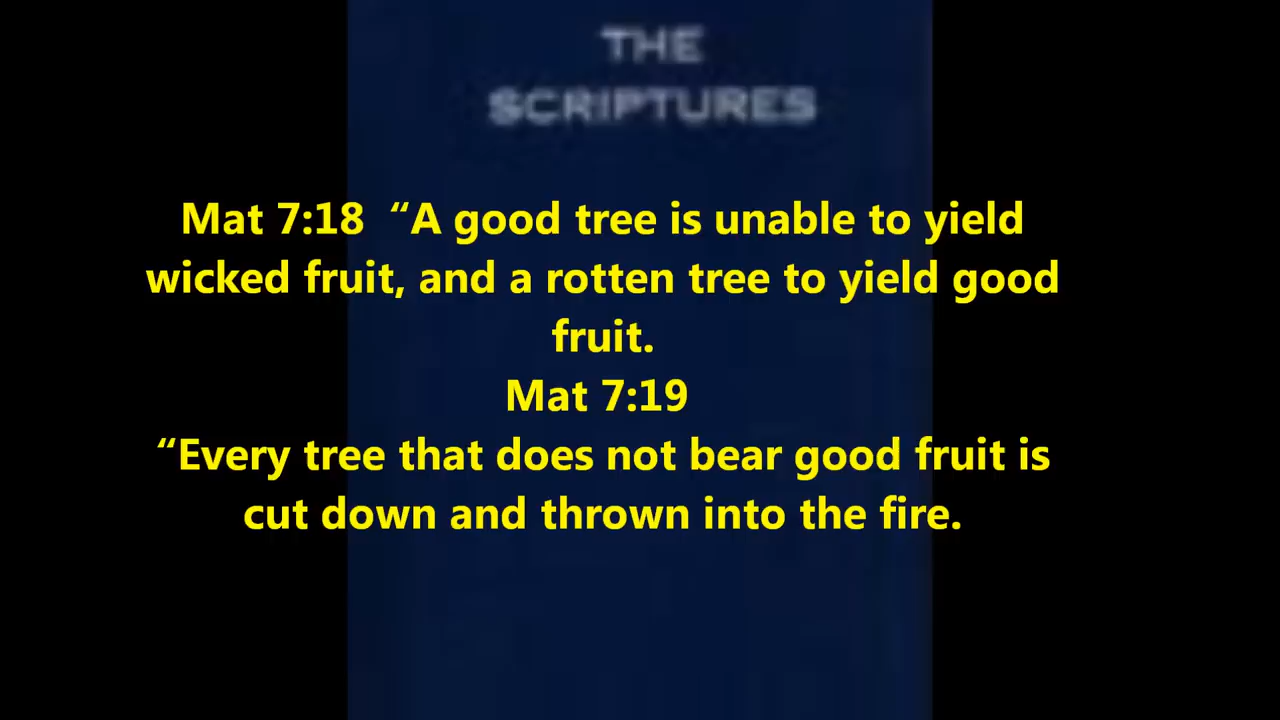 THE
SCRIPTURES
Mat 7:18  “A good tree is unable to yield
wicked fruit, and a rotten tree to yield good
fruit.
Mat 7:19
“Every tree that does not bear good fruit is
cut down and thrown into the fire.